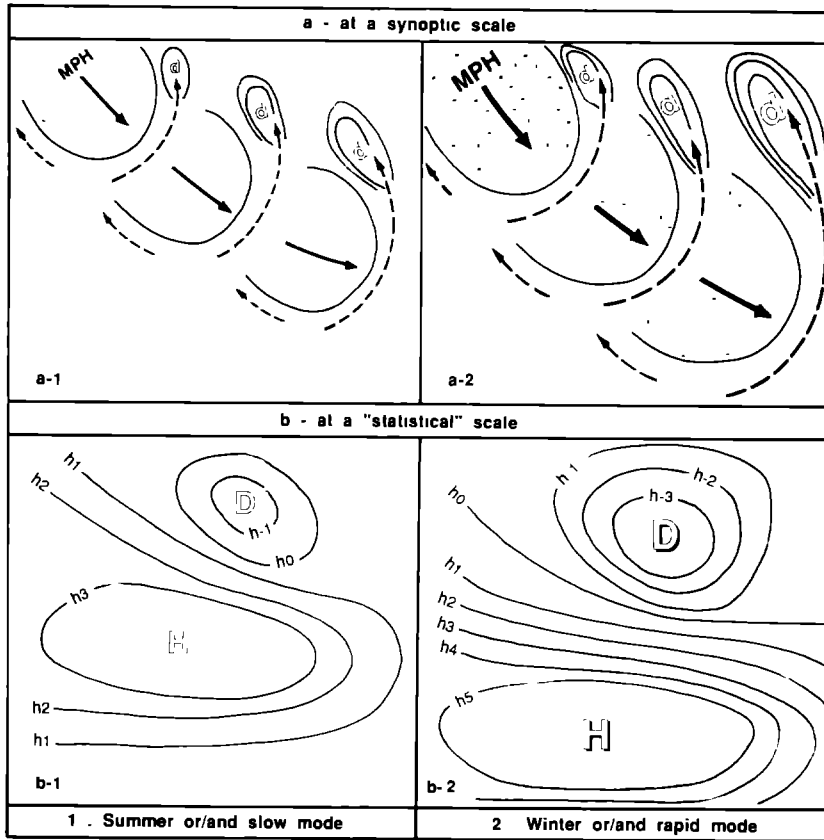 a - at a synoptic scale
MPH
d
d
d
a-1
MPH
d
d
d
a-2
b - at a "statistical" scale
h1
h2
D
h-1
h0
h3
H
h2
h1
b-1
h-1
h-2
h-3
D
h0
h1
h2
h3
h4
h5
H
b-2
1 . Summer or/and slow mode
2 Winter or/and rapid mode